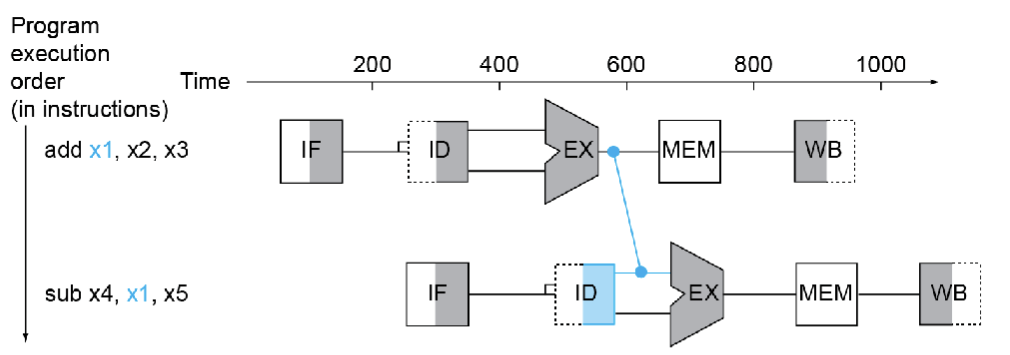 Program
execution
order
(in instructions)
Time
200 400 600 800 1000
add x1, x2, x3
IF ID EX MEM WB
sub x4, x1, x5
IF ID EX MEM WB